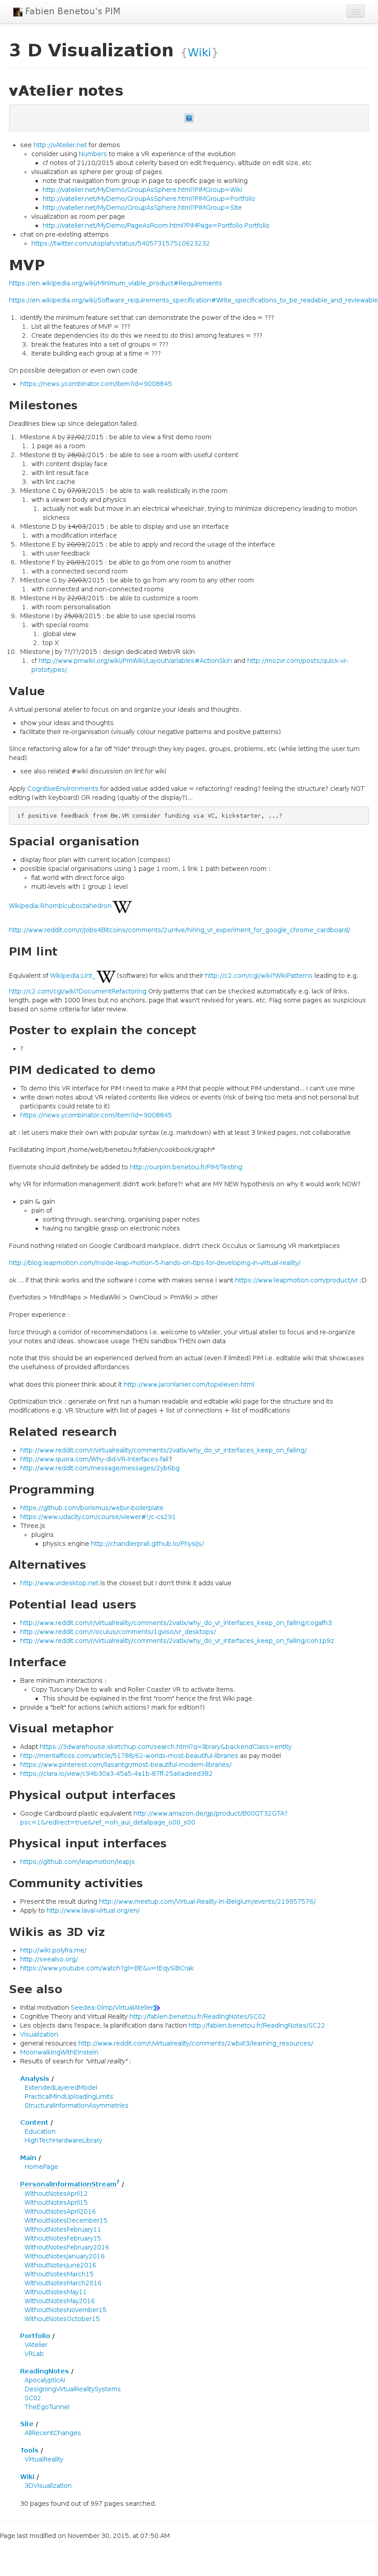 Fabien Benetou's PIM
3 D Visualization {Wiki}
vAtelier notes
see http://vAtelier.net for demos
consider using Numbers to make a VR experience of the evolution
cf notes of 21/10/2015 about celerity based on edit frequency, altitude on edit size, etc
visualization as sphere per group of pages
note that navigation from group in page to specific page is working
http://vatelier.net/MyDemo/GroupAsSphere.html?PIMGroup=Wiki
http://vatelier.net/MyDemo/GroupAsSphere.html?PIMGroup=Portfolio
http://vatelier.net/MyDemo/GroupAsSphere.html?PIMGroup=Site
visualization as room per page
http://vatelier.net/MyDemo/PageAsRoom.html?PIMPage=Portfolio.Portfolio
chat on pre-existing attemps
https://twitter.com/utopiah/status/540573157510623232
MVP
https://en.wikipedia.org/wiki/Minimum_viable_product#Requirements
https://en.wikipedia.org/wiki/Software_requirements_specification#Write_specifications_to_be_readable_and_reviewable
1. Identify the minimum feature set that can demonstrate the power of the idea = ???
1. List all the features of MVP = ???
2. Create dependencies (to do this we need to do this) among features = ???
3. break the features into a set of groups = ???
4. Iterate building each group at a time = ???
On possible delegation or even own code
https://news.ycombinator.com/item?id=9008845
Milestones
Deadlines blew up since delegation failed.
1. Milestone A by 22/02/2015 : be able to view a first demo room
1. 1 page as a room
2. Milestone B by 28/02/2015 : be able to see a room with useful content
1. with content display face
2. with list result face
3. with list cache
3. Milestone C by 07/03/2015 : be able to walk realistically in the room
1. with a viewer body and physics
1. actually not walk but move in an electrical wheelchair, trying to minimize discrepency leading to motion
sickness
4. Milestone D by 14/03/2015 : be able to display and use an interface
1. with a modification interface
5. Milestone E by 20/03/2015 : be able to apply and record the usage of the interface
1. with user feedback
6. Milestone F by 20/03/2015 : be able to go from one room to another
1. with a connected second room
7. Milestone G by 20/03/2015 : be able to go from any room to any other room
1. with connected and non-connected rooms
8. Milestone H by 22/03/2015 : be able to customize a room
1. with room personalisation
9. Milestone I by 25/03/2015 : be able to use special rooms
1. with special rooms
1. global view
2. top X
10. Milestone J by ??/??/2015 : design dedicated WebVR skin
1. cf http://www.pmwiki.org/wiki/PmWiki/LayoutVariables#ActionSkin and http://mozvr.com/posts/quick-vr-
prototypes/
Value
A virtual personal atelier to focus on and organize your ideals and thoughts.
show your ideas and thoughts
facilitate their re-organisation (visually colour negative patterns and positive patterns)
Since refactoring allow for a far off "ride" through they key pages, groups, problems, etc (while letting the user turn
head)
see also related #wiki discussion on lint for wiki
Apply CognitiveEnvironments for added value added value = refactoring? reading? feeling the structure? clearly NOT
editing (with keyboard) OR reading (quality of the display?)...
if positive feedback from Be.VR consider funding via VC, kickstarter, ...?
Spacial organisation
display floor plan with current location (compass)
possible spacial organisations using 1 page 1 room, 1 link 1 path between room :
flat world with direct force algo
multi-levels with 1 group 1 level
Wikipedia:Rhombicuboctahedron
http://www.reddit.com/r/Jobs4Bitcoins/comments/2ur4ve/hiring_vr_experiment_for_google_chrome_cardboard/
PIM lint
Equivalent of Wikipedia:Lint_ (software) for wikis and their http://c2.com/cgi/wiki?WikiPatterns leading to e.g.
http://c2.com/cgi/wiki?DocumentRefactoring Only patterns that can be checked automatically e.g. lack of links,
length, page with 1000 lines but no anchors, page that wasn't revised for years, etc. Flag one pages as suspicious
based on some criteria for later review.
Poster to explain the concept
?
PIM dedicated to demo
To demo this VR interface for PIM I need to make a PIM that people without PIM understand... I can't use mine
write down notes about VR related contents like videos or events (risk of being too meta and not personal but
participants could relate to it)
https://news.ycombinator.com/item?id=9008845
alt : let users make their own with popular syntax (e.g. markdown) with at least 3 linked pages, not collaborative
Faciliatating import /home/web/benetou.fr/fabien/cookbook/graph*
Evernote should definitely be added to http://ourpim.benetou.fr/PIM/Testing
why VR for information management didn't work before?! what are MY NEW hypothesis on why it would work NOW?
pain & gain
pain of
sorting through, searching, organising paper notes
having no tangible grasp on electronic notes
Found nothing related on Google Cardboard marketplace, didn't check Occulus or Samsung VR marketplaces
http://blog.leapmotion.com/inside-leap-motion-5-hands-on-tips-for-developing-in-virtual-reality/
ok ... if that think works and the software I come with makes sense I want https://www.leapmotion.com/product/vr :D
EverNotes > MindMaps > MediaWiki > OwnCloud > PmWiki > other
Proper experience :
force through a corridor of recommendations i.e. welcome to vAtelier, your virtual atelier to focus and re-organize
your notes and ideas. showcase usage THEN sandbox THEN own data
note that this should be an experienced derived from an actual (even if limited) PIM i.e. editable wiki that showcases
the usefulness of provided affordances
what does this pioneer think about it http://www.jaronlanier.com/topeleven.html
Optimization trick : generate on first run a human readable and editable wiki page for the structure and its
modifications e.g. VR.Structure with list of pages + list of connections + list of modifications
Related research
http://www.reddit.com/r/virtualreality/comments/2vatix/why_do_vr_interfaces_keep_on_failing/
http://www.quora.com/Why-did-VR-interfaces-fail?
http://www.reddit.com/message/messages/2yb6bg
Programming
https://github.com/borismus/webvr-boilerplate
https://www.udacity.com/course/viewer#!/c-cs291
Three.js
plugins
physics engine http://chandlerprall.github.io/Physijs/
Alternatives
http://www.vrdesktop.net is the closest but I don't think it adds value
Potential lead users
http://www.reddit.com/r/virtualreality/comments/2vatix/why_do_vr_interfaces_keep_on_failing/cogafh3
http://www.reddit.com/r/oculus/comments/1gviso/vr_desktops/
http://www.reddit.com/r/virtualreality/comments/2vatix/why_do_vr_interfaces_keep_on_failing/coh1p9z
Interface
Bare minimum interactions :
Copy Tuscany Dive to walk and Roller Coaster VR to activate items.
This should be explained in the first "room" hence the first Wiki page.
provide a "belt" for actions (which actions? mark for edition?)
Visual metaphor
Adapt https://3dwarehouse.sketchup.com/search.html?q=library&backendClass=entity
http://mentalfloss.com/article/51788/62-worlds-most-beautiful-libraries as pay model
https://www.pinterest.com/liasantgr/most-beautiful-modern-libraries/
https://clara.io/view/c94b30a3-45a5-4a1b-87ff-25a6adeed382
Physical output interfaces
Google Cardboard plastic equivalent http://www.amazon.de/gp/product/B00QT32GTA?
psc=1&redirect=true&ref_=oh_aui_detailpage_o00_s00
Physical input interfaces
https://github.com/leapmotion/leapjs
Community activities
Present the result during http://www.meetup.com/Virtual-Reality-in-Belgium/events/219957576/
Apply to http://www.laval-virtual.org/en/
Wikis as 3D viz
http://wiki.polyfra.me/
http://seealso.org/
https://www.youtube.com/watch?gl=BE&v=tEqySlBCrak
See also
initial motivation Seedea:Oimp/VirtualAtelier
Cognitive Theory and Virtual Reality http://fabien.benetou.fr/ReadingNotes/SC02
Les objects dans l'espace, la planification dans l'action http://fabien.benetou.fr/ReadingNotes/SC22
Visualization
general resources http://www.reddit.com/r/virtualreality/comments/2wbxt3/learning_resources/
MoonwalkingWithEinstein
Results of search for "virtual reality" :
Analysis /
ExtendedLayeredModel
PracticalMindUploadingLimits
StructuralInformationAsymmetries
Content /
Education
HighTechHardwareLibrary
Main /
HomePage
PersonalInformationStream? /
WithoutNotesApril12
WithoutNotesApril15
WithoutNotesApril2016
WithoutNotesDecember15
WithoutNotesFebruary11
WithoutNotesFebruary15
WithoutNotesFebruary2016
WithoutNotesJanuary2016
WithoutNotesJune2016
WithoutNotesMarch15
WithoutNotesMarch2016
WithoutNotesMay11
WithoutNotesMay2016
WithoutNotesNovember15
WithoutNotesOctober15
Portfolio /
VAtelier
VRLab
ReadingNotes /
ApocalypticAI
DesigningVirtualRealitySystems
SC02
TheEgoTunnel
Site /
AllRecentChanges
Tools /
VirtualReality
Wiki /
3DVisualization
30 pages found out of 997 pages searched.
Page last modified on November 30, 2015, at 07:50 AM